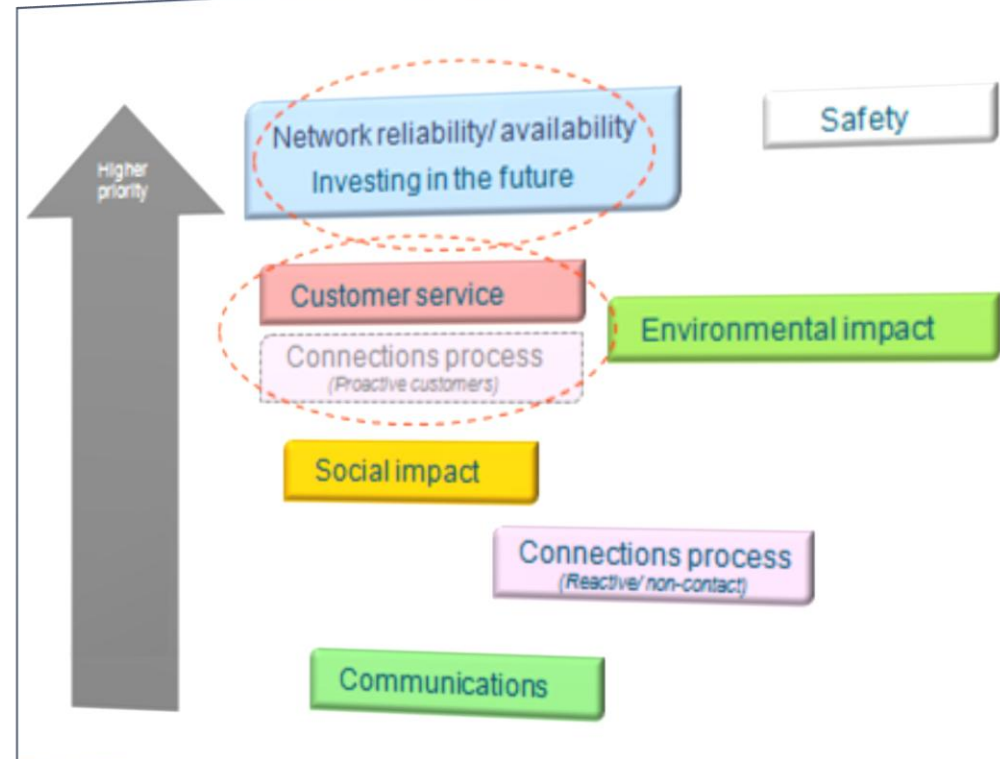 Higher
priority
Network reliability/ availability
Investing in the future
Safety
Customer service
Connections process
(Proactive customers)
Environmental impact
Social impact
Connections process
(Reactive/ non-contact)
Communications